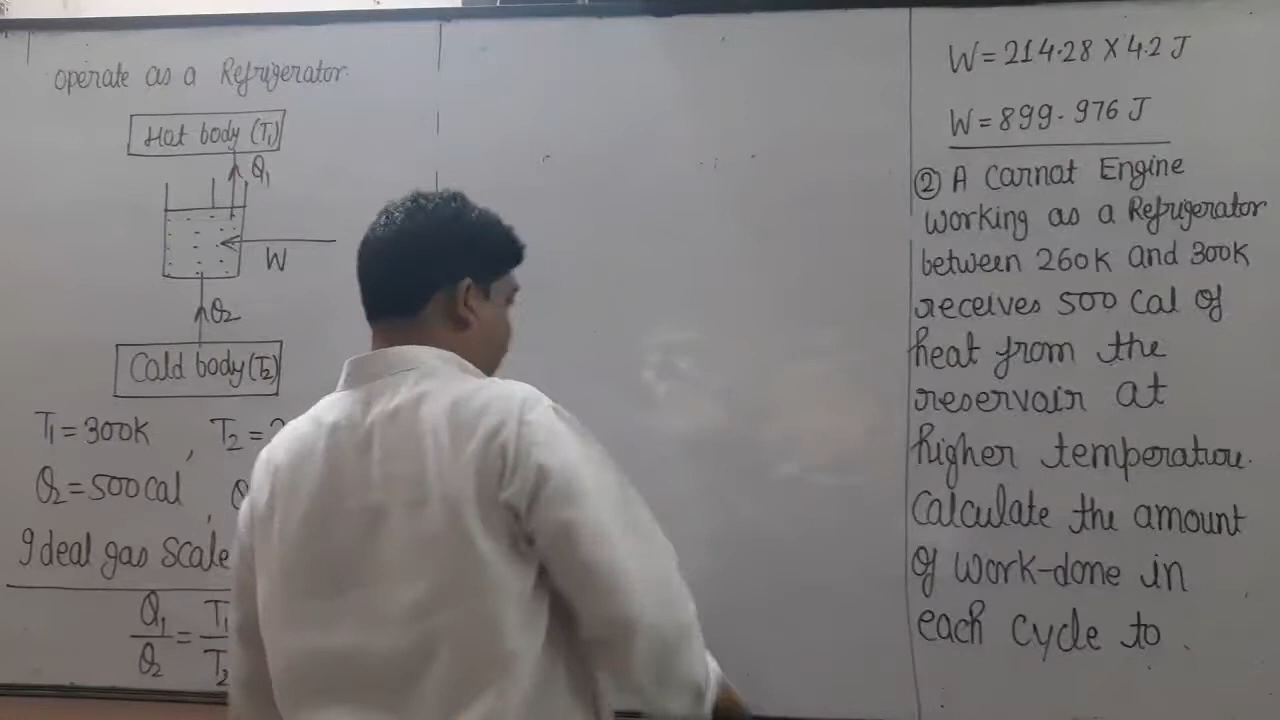 operate as a Refrigerator.
Hot body (T1)
Q1
W
Q2
Cold body (T2)
T1 = 300K , T2 =
Q2 = 500 cal ,
Ideal gas scale
Q1/Q2 = T1/T2
W = 214.28 X 4.2 J
W = 899.976 J
② A Carnot Engine
working as a Refrigerator
between 260K and 300K
receives 500 Cal of
heat from the
reservoir at
higher temperature.
Calculate the amount
of work-done in
each cycle to